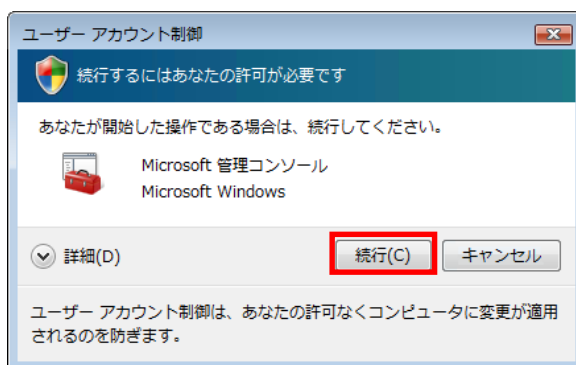 ユーザー アカウント制御
続行するにはあなたの許可が必要です
あなたが開始した操作である場合は、続行してください。
Microsoft 管理コンソール
Microsoft Windows
詳細(D)
続行(C)
キャンセル
ユーザー アカウント制御は、あなたの許可なくコンピュータに変更が適用
されるのを防ぎます。